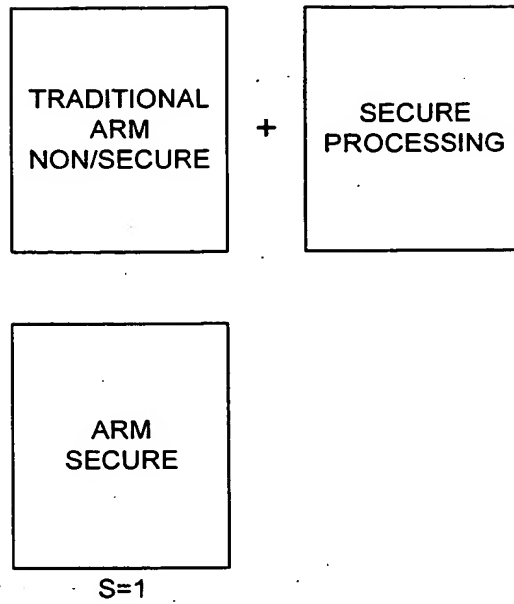 TRADITIONAL
ARM
NON/SECURE
+
SECURE
PROCESSING
ARM
SECURE
S=1